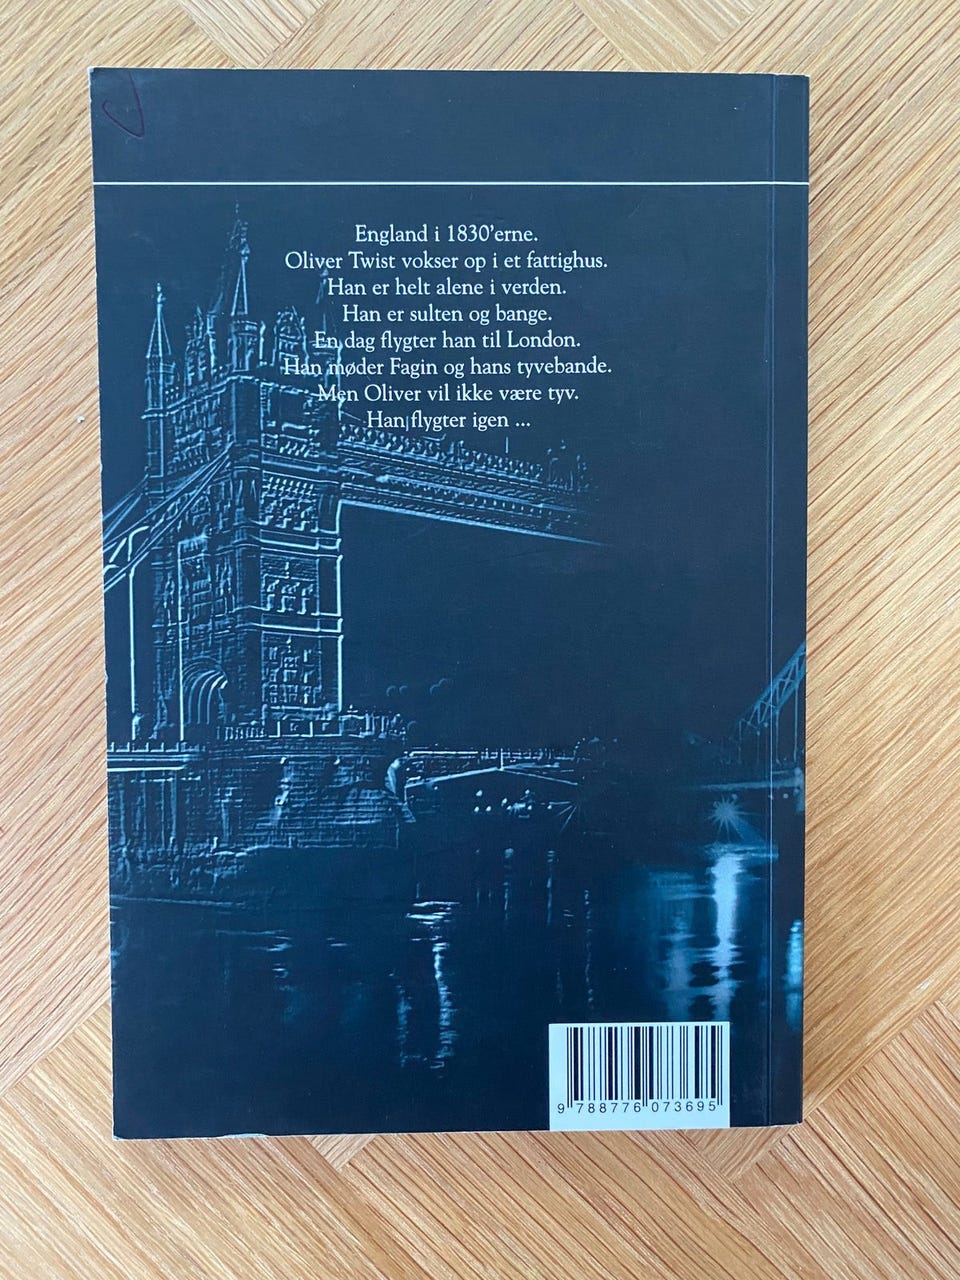 England i 1830'erne.
Oliver Twist vokser op i et fattighus.
Han er helt alene i verden.
Han er sulten og bange.
En dag flygter han til London.
Han møder Fagin og hans tyvebande.
Men Oliver vil ikke være tyv.
Han flygter igen ...
9 788776 073695